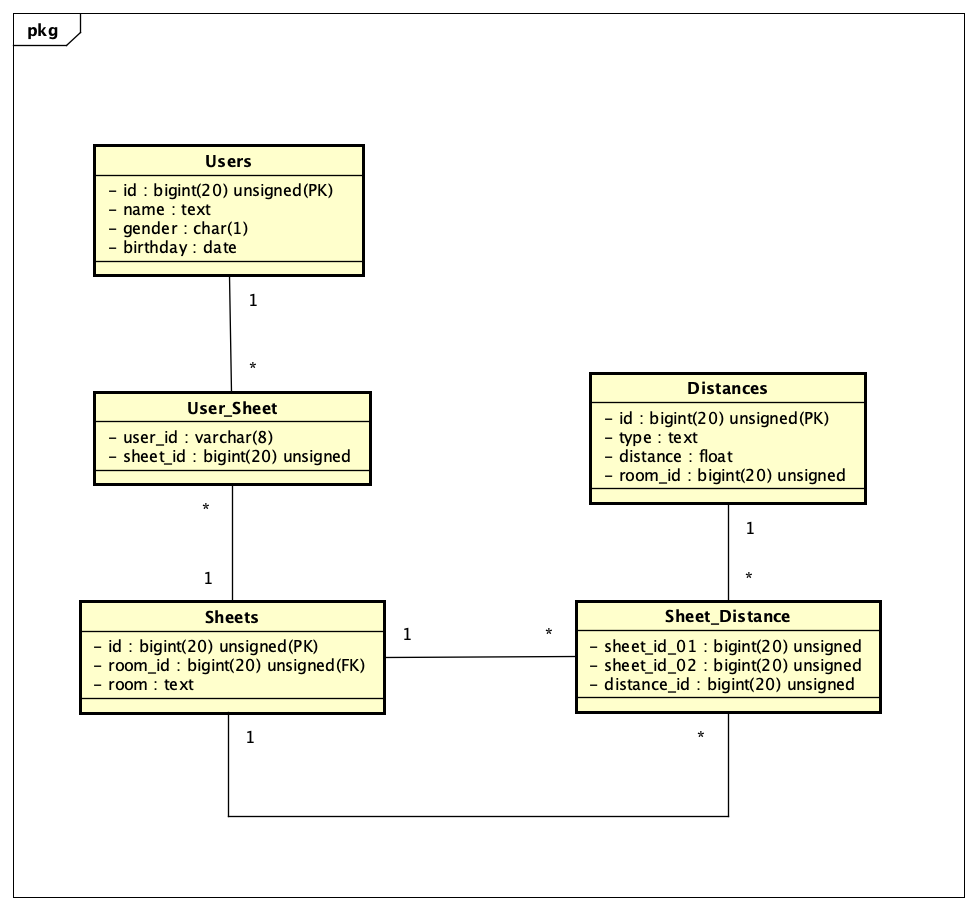 pkg
Users
- id : bigint(20) unsigned(PK)
- name : text
- gender : char(1)
- birthday : date
1
*
User_Sheet
- user_id : varchar(8)
- sheet_id : bigint(20) unsigned
*
1
Distances
- id : bigint(20) unsigned(PK)
- type : text
- distance : float
- room_id : bigint(20) unsigned
1
*
Sheets
- id : bigint(20) unsigned(PK)
- room_id : bigint(20) unsigned(FK)
- room : text
1
*
Sheet_Distance
- sheet_id_01 : bigint(20) unsigned
- sheet_id_02 : bigint(20) unsigned
- distance_id : bigint(20) unsigned
1
*